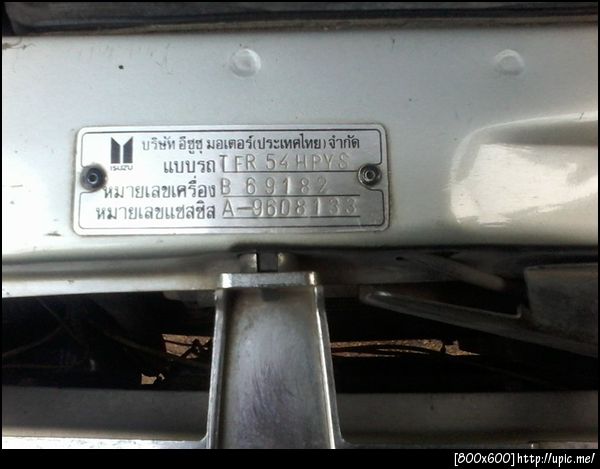 บริษัท อีซูซุ มอเตอร์(ประเทศไทย)จำกัด
ISUZU
แบบรถ TFR 54HPYS
หมายเลขเครื่อง B 69182
หมายเลขแชสซิส A-9608133
[800x600]http://upic.me/